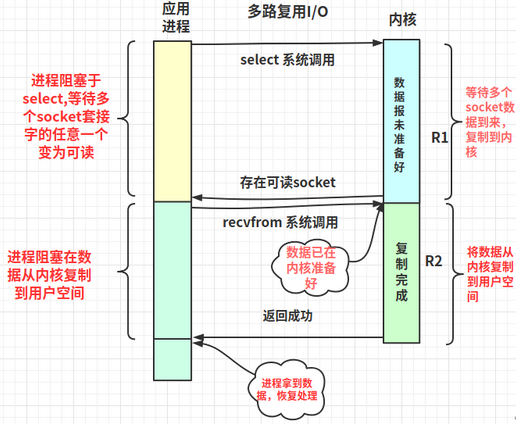 应用
进程
多路复用I/O
内核
select 系统调用
进程阻塞于
select,等待多
个socket套接
字的任意一个
变为可读
数
据
报
未
准
备
好
R1
等待多个
socket数
据到来，
复制到内
核
存在可读socket
recvfrom 系统调用
数据已在
内核准备
好
进程阻塞在数
据从内核复制
到用户空间
复
制
完
成
R2
将数据从
内核复制
到用户空
间
返回成功
进程拿到数
据，恢复处理